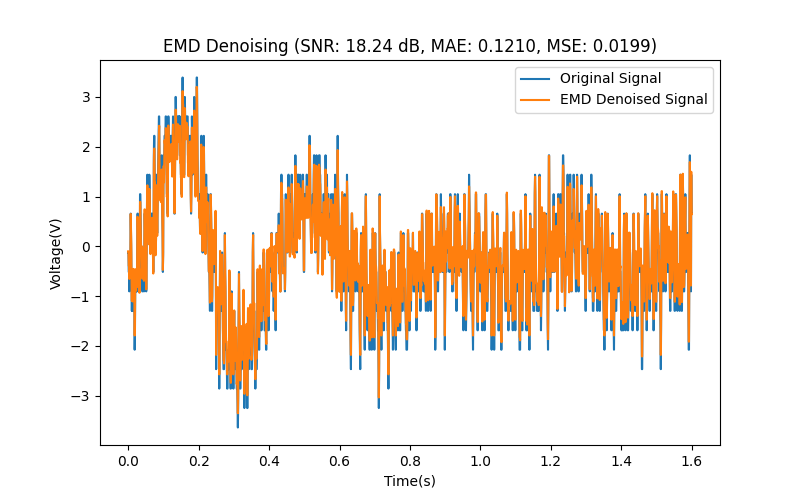 EMD Denoising (SNR: 18.24 dB, MAE: 0.1210, MSE: 0.0199)
Original Signal
EMD Denoised Signal
3
2
1
0
−1
−2
−3
Voltage(V)
0.0 0.2 0.4 0.6 0.8 1.0 1.2 1.4 1.6
Time(s)